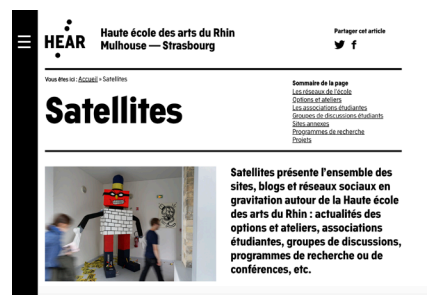 HEAR
Haute école des arts du Rhin
Mulhouse — Strasbourg
Partager cet article
Vous êtes ici : Accueil » Satellites
Satellites
Sommaire de la page
Les réseaux de l'école
Options et ateliers
Les associations étudiantes
Groupes de discussions étudiants
Sites annexes
Programmes de recherche
Projets
Satellites présente l'ensemble des
sites, blogs et réseaux sociaux en
gravitation autour de la Haute école
des arts du Rhin : actualités des
options et ateliers, associations
étudiantes, groupes de discussions,
programmes de recherche ou de
conférences, etc.